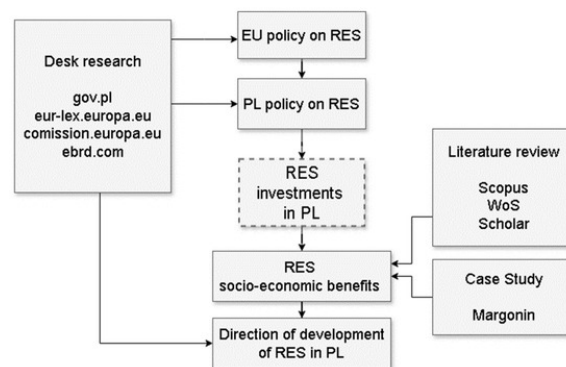 Desk research
gov.pl
eur-lex.europa.eu
comission.europa.eu
ebrd.com
EU policy on RES
PL policy on RES
RES
investments
in PL
RES
socio-economic benefits
Direction of development
of RES in PL
Literature review
Scopus
WoS
Scholar
Case Study
Margonin